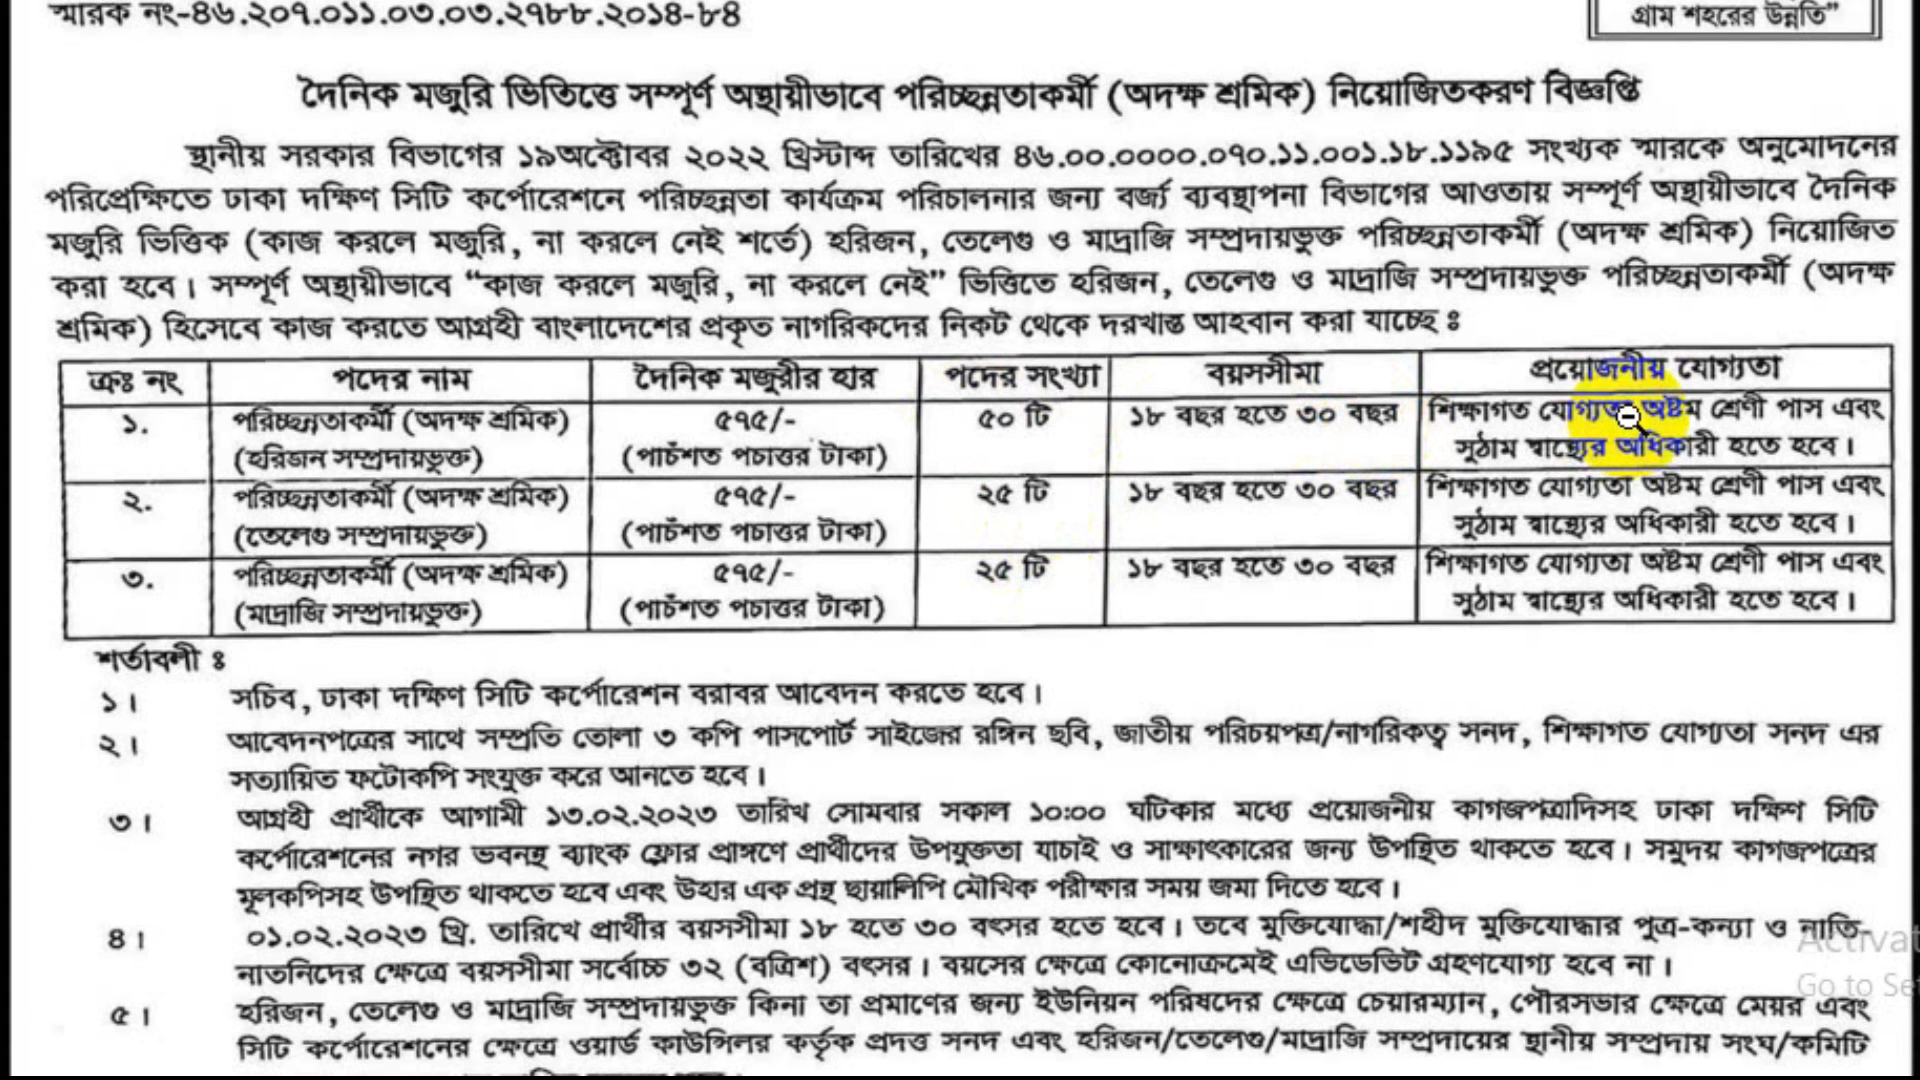 স্মারক নং-৪৬.২০৭.০১১.০৩.০৩.২৭৮৮.২০১৪-৮৪
গ্রাম শহরের উন্নতি”
দৈনিক মজুরি ভিতিত্তে সম্পূর্ণ অস্থায়ীভাবে পরিচ্ছন্নতাকর্মী (অদক্ষ শ্রমিক) নিয়োজিতকরণ বিজ্ঞপ্তি
স্থানীয় সরকার বিভাগের ১৯অক্টোবর ২০২২ খ্রিস্টাব্দ তারিখের ৪৬.০০.০০০০.০৭০.১১.০০১.১৮.১১৯৫ সংখ্যক স্মারকে অনুমোদনের
পরিপ্রেক্ষিতে ঢাকা দক্ষিণ সিটি কর্পোরেশনে পরিচ্ছন্নতা কার্যক্রম পরিচালনার জন্য বর্জ্য ব্যবস্থাপনা বিভাগের আওতায় সম্পূর্ণ অস্থায়ীভাবে দৈনিক
মজুরি ভিত্তিক (কাজ করলে মজুরি, না করলে নেই শর্তে) হরিজন, তেলেগু ও মাদ্রাজি সম্প্রদায়ভুক্ত পরিচ্ছন্নতাকর্মী (অদক্ষ শ্রমিক) নিয়োজিত
করা হবে। সম্পূর্ণ অস্থায়ীভাবে “কাজ করলে মজুরি, না করলে নেই” ভিত্তিতে হরিজন, তেলেগু ও মাদ্রাজি সম্প্রদায়ভুক্ত পরিচ্ছন্নতাকর্মী (অদক্ষ
শ্রমিক) হিসেবে কাজ করতে আগ্রহী বাংলাদেশের প্রকৃত নাগরিকদের নিকট থেকে দরখাস্ত আহবান করা যাচ্ছে ঃ
ক্রঃ নং পদের নাম দৈনিক মজুরীর হার পদের সংখ্যা বয়সসীমা প্রয়োজনীয় যোগ্যতা
১. পরিচ্ছন্নতাকর্মী (অদক্ষ শ্রমিক) ৫৭৫/- ৫০ টি ১৮ বছর হতে ৩০ বছর শিক্ষাগত যোগ্যতা অষ্টম শ্রেণী পাস এবং
(হরিজন সম্প্রদায়ভুক্ত) (পাচঁশত পচাত্তর টাকা) সুঠাম স্বাস্থ্যের অধিকারী হতে হবে।
২. পরিচ্ছন্নতাকর্মী (অদক্ষ শ্রমিক) ৫৭৫/- ২৫ টি ১৮ বছর হতে ৩০ বছর শিক্ষাগত যোগ্যতা অষ্টম শ্রেণী পাস এবং
(তেলেগু সম্প্রদায়ভুক্ত) (পাচঁশত পচাত্তর টাকা) সুঠাম স্বাস্থ্যের অধিকারী হতে হবে।
৩. পরিচ্ছন্নতাকর্মী (অদক্ষ শ্রমিক) ৫৭৫/- ২৫ টি ১৮ বছর হতে ৩০ বছর শিক্ষাগত যোগ্যতা অষ্টম শ্রেণী পাস এবং
(মাদ্রাজি সম্প্রদায়ভুক্ত) (পাচঁশত পচাত্তর টাকা) সুঠাম স্বাস্থ্যের অধিকারী হতে হবে।
শর্তাবলী ঃ
১। সচিব, ঢাকা দক্ষিণ সিটি কর্পোরেশন বরাবর আবেদন করতে হবে।
২। আবেদনপত্রের সাথে সম্প্রতি তোলা ৩ কপি পাসপোর্ট সাইজের রঙ্গিন ছবি, জাতীয় পরিচয়পত্র/নাগরিকত্ব সনদ, শিক্ষাগত যোগ্যতা সনদ এর
সত্যায়িত ফটোকপি সংযুক্ত করে আনতে হবে।
৩। আগ্রহী প্রার্থীকে আগামী ১৩.০২.২০২৩ তারিখ সোমবার সকাল ১০:০০ ঘটিকার মধ্যে প্রয়োজনীয় কাগজপত্রাদিসহ ঢাকা দক্ষিণ সিটি
কর্পোরেশনের নগর ভবনস্থ ব্যাংক ফ্লোর প্রাঙ্গণে প্রার্থীদের উপযুক্ততা যাচাই ও সাক্ষাৎকারের জন্য উপস্থিত থাকতে হবে। সমুদয় কাগজপত্রের
মূলকপিসহ উপস্থিত থাকতে হবে এবং উহার এক প্রস্থ ছায়ালিপি মৌখিক পরীক্ষার সময় জমা দিতে হবে।
৪। ০১.০২.২০২৩ খ্রি. তারিখে প্রার্থীর বয়সসীমা ১৮ হতে ৩০ বৎসর হতে হবে। তবে মুক্তিযোদ্ধা/শহীদ মুক্তিযোদ্ধার পুত্র-কন্যা ও নাতি-
নাতনিদের ক্ষেত্রে বয়সসীমা সর্বোচ্চ ৩২ (বত্রিশ) বৎসর। বয়সের ক্ষেত্রে কোনোক্রমেই এভিডেভিট গ্রহণযোগ্য হবে না।
৫। হরিজন, তেলেগু ও মাদ্রাজি সম্প্রদায়ভুক্ত কিনা তা প্রমাণের জন্য ইউনিয়ন পরিষদের ক্ষেত্রে চেয়ারম্যান, পৌরসভার ক্ষেত্রে মেয়র এবং
সিটি কর্পোরেশনের ক্ষেত্রে ওয়ার্ড কাউন্সিলর কর্তৃক প্রদত্ত সনদ এবং হরিজন/তেলেগু/মাদ্রাজি সম্প্রদায়ের স্থানীয় সম্প্রদায় সংঘ/কমিটি
Activat
Go to Se